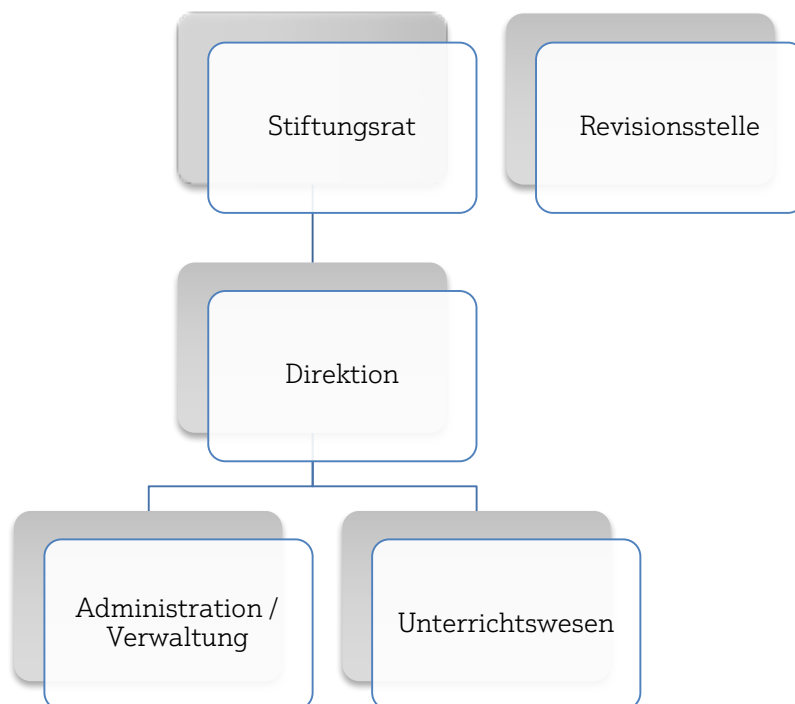 Stiftungsrat
Revisionsstelle
Direktion
Administration /
Verwaltung
Unterrichtswesen